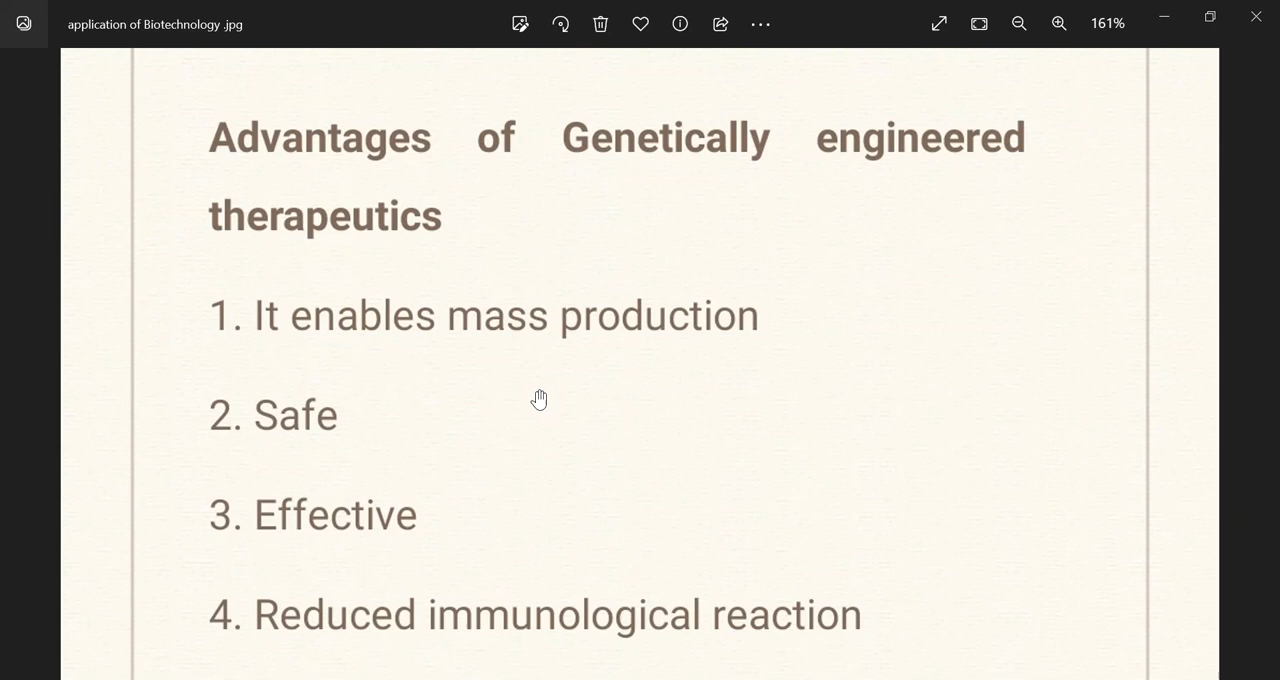 application of Biotechnology .jpg
161%
Advantages of Genetically engineered
therapeutics
1. It enables mass production
2. Safe
3. Effective
4. Reduced immunological reaction